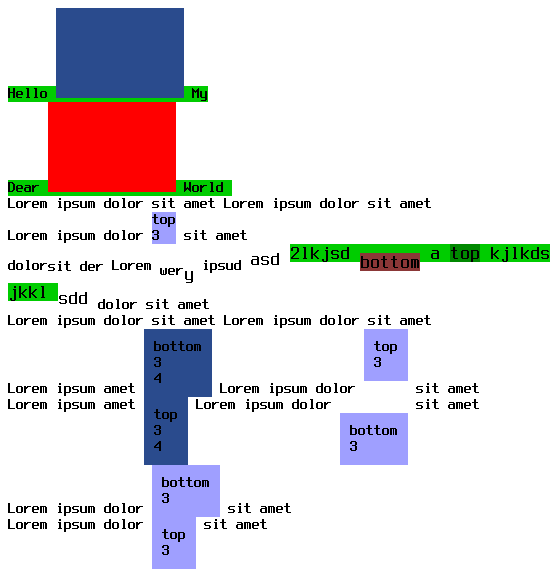 Hello My
Dear World
Lorem ipsum dolor sit amet Lorem ipsum dolor sit amet
top
Lorem ipsum dolor 3 sit amet
dolorsit der Lorem wery ipsud asd 2lkjsd bottom a top kjlkds
jkkl sdd dolor sit amet
Lorem ipsum dolor sit amet Lorem ipsum dolor sit amet
bottom top
3 3
4
Lorem ipsum amet Lorem ipsum dolor sit amet
Lorem ipsum amet Lorem ipsum dolor sit amet
top
3 bottom
4 3
bottom
3
Lorem ipsum dolor sit amet
Lorem ipsum dolor sit amet
top
3